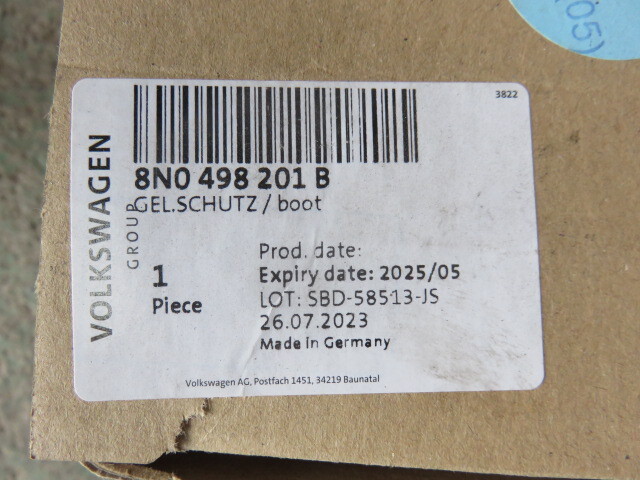 05)
3822
VOLKSWAGEN
GROUP
8N0 498 201 B
GEL.SCHUTZ / boot
1
Piece
Prod. date:
Expiry date: 2025/05
LOT: SBD-58513-JS
26.07.2023
Made in Germany
Volkswagen AG, Postfach 1451, 34219 Baunatal